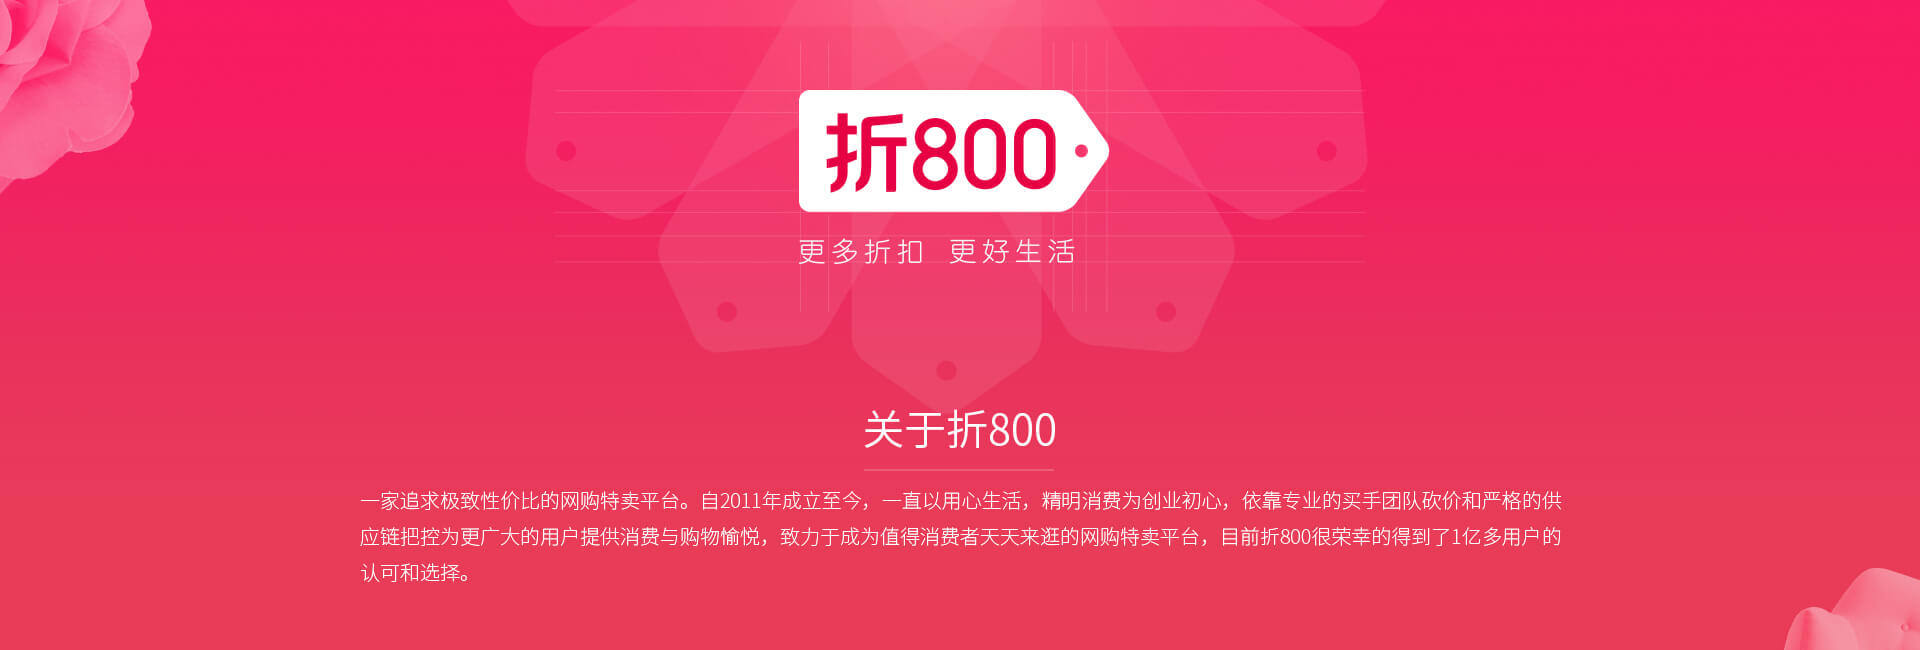 折800
更多折扣 更好生活
关于折800
一家追求极致性价比的网购特卖平台。自2011年成立至今，一直以用心生活，精明消费为创业初心，依靠专业的买手团队砍价和严格的供
应链把控为更广大的用户提供消费与购物愉悦，致力于成为值得消费者天天来逛的网购特卖平台，目前折800很荣幸的得到了1亿多用户的
认可和选择。